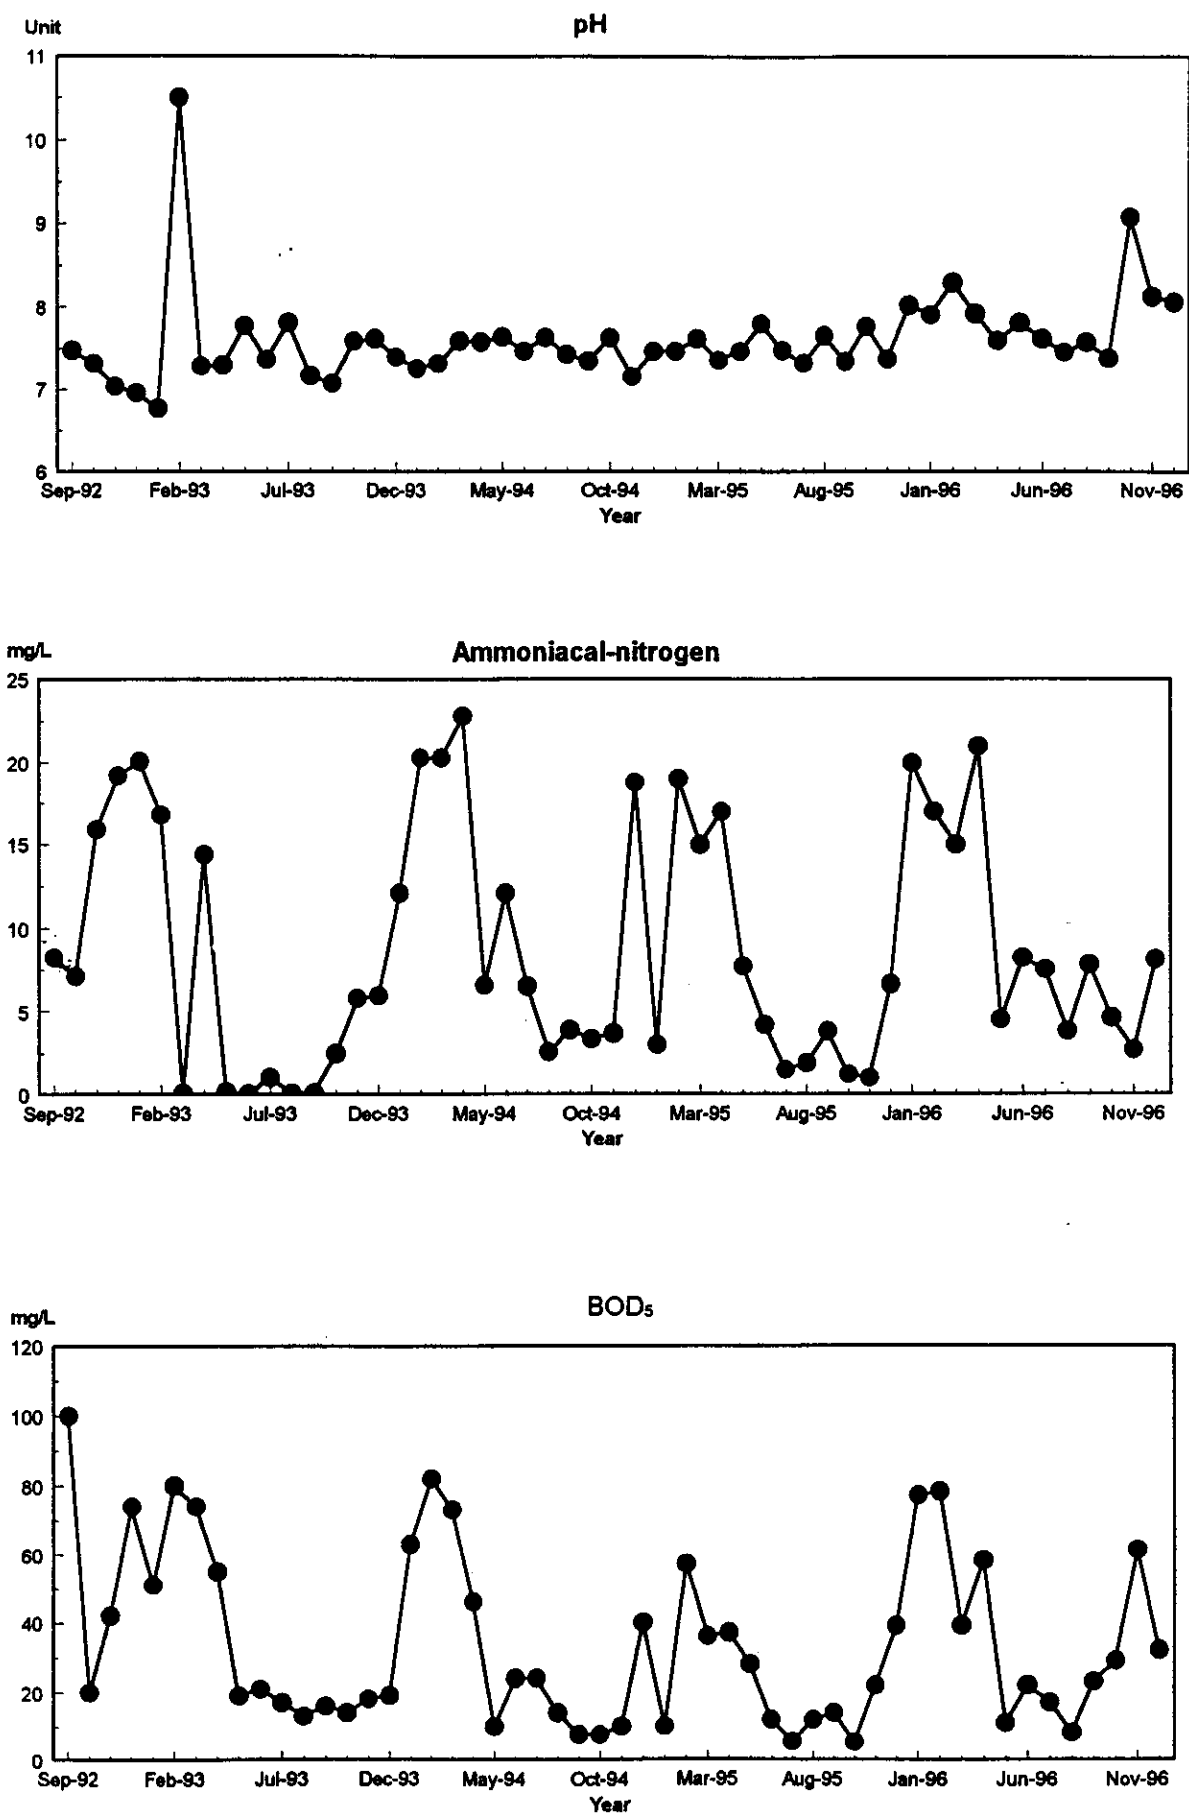 pH
Unit
11
10
9
8
7
6
Sep-92 Feb-93 Jul-93 Dec-93 May-94 Oct-94 Mar-95 Aug-95 Jan-96 Jun-96 Nov-96
Year
Ammoniacal-nitrogen
mg/L
25
20
15
10
5
0
Sep-92 Feb-93 Jul-93 Dec-93 May-94 Oct-94 Mar-95 Aug-95 Jan-96 Jun-96 Nov-96
Year
BOD₅
mg/L
120
100
80
60
40
20
0
Sep-92 Feb-93 Jul-93 Dec-93 May-94 Oct-94 Mar-95 Aug-95 Jan-96 Jun-96 Nov-96
Year